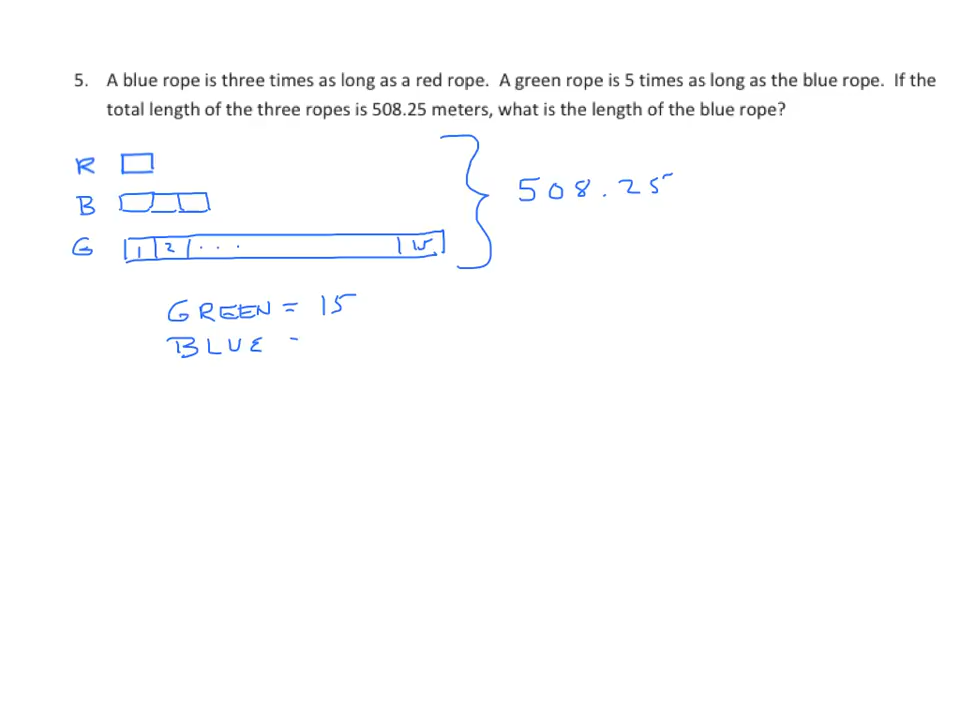 5. A blue rope is three times as long as a red rope. A green rope is 5 times as long as the blue rope. If the
total length of the three ropes is 508.25 meters, what is the length of the blue rope?
R
B
508.25
G 1 2 ... 15
GREEN = 15
BLUE =